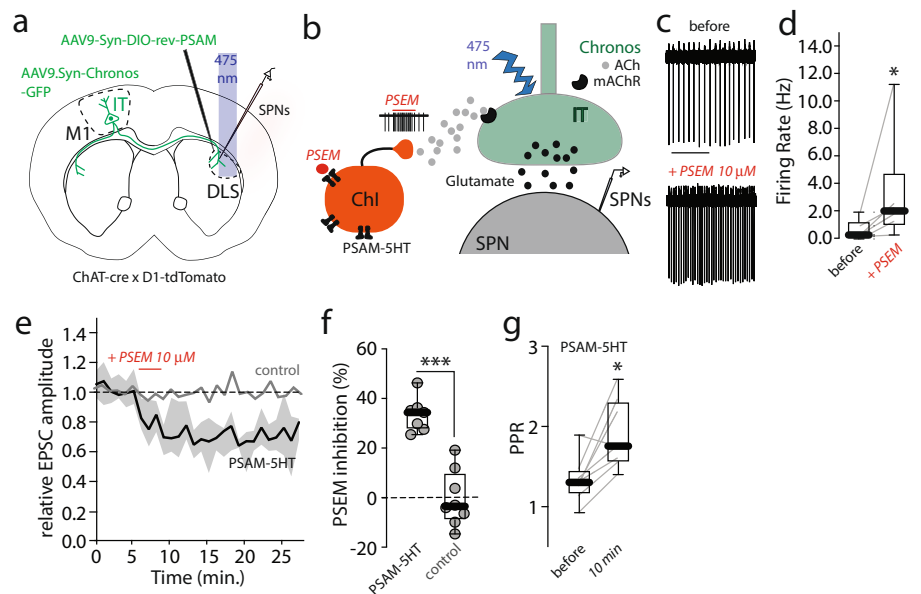 a
AAV9-Syn-DIO-rev-PSAM
AAV9.Syn-Chronos
-GFP
475
nm
SPNs
IT
M1
DLS
ChAT-cre x D1-tdTomato
b
475
nm
Chronos
ACh
mAChR
PSEM
IT
PSEM
ChI
Glutamate
SPNs
PSAM-5HT
SPN
c
before
+ PSEM 10 µM
d
Firing Rate (Hz)
14.0
12.0
10.0
8.0
6.0
4.0
2.0
0.0
*
before
+ PSEM
e
relative EPSC amplitude
1.4
1.2
1.0
0.8
0.6
0.4
0.2
0.0
+ PSEM 10 µM
control
PSAM-5HT
0 5 10 15 20 25
Time (min.)
f
PSEM inhibition (%)
60
40
20
0
-20
***
PSAM-5HT
control
g
PSAM-5HT
PPR
3
2
1
*
before
10 min